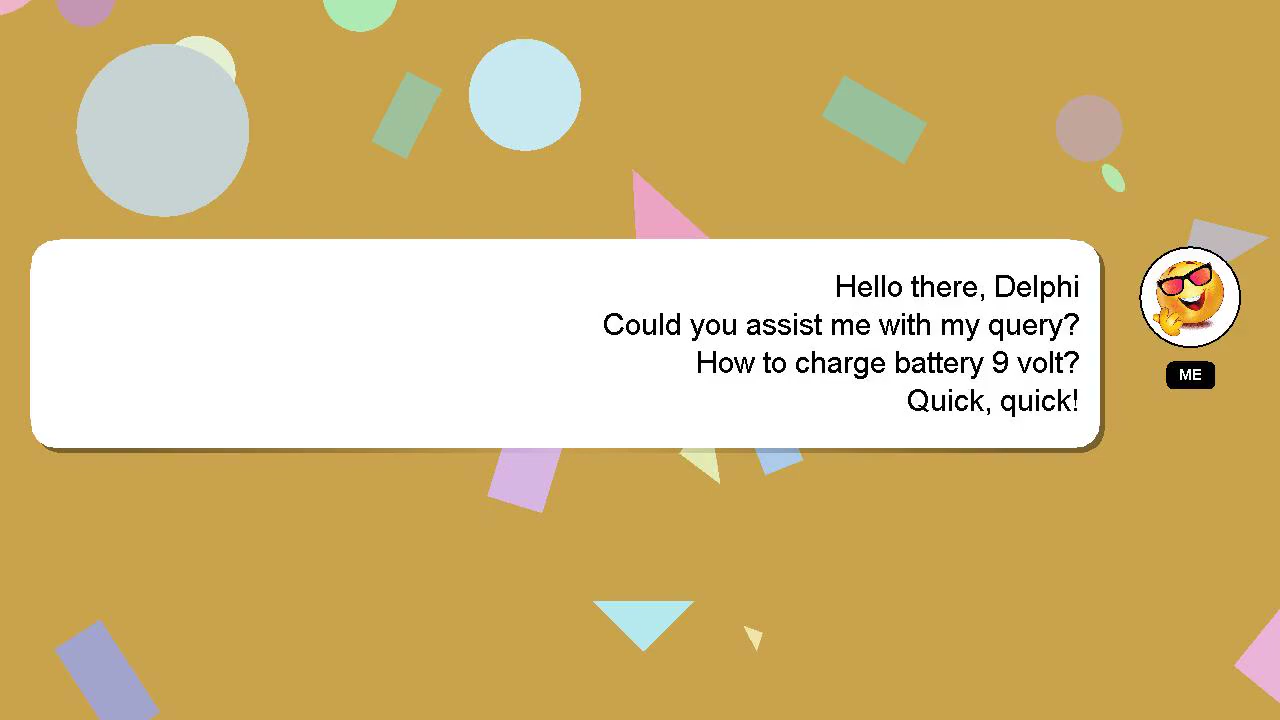 Hello there, Delphi
Could you assist me with my query?
How to charge battery 9 volt?
Quick, quick!
ME